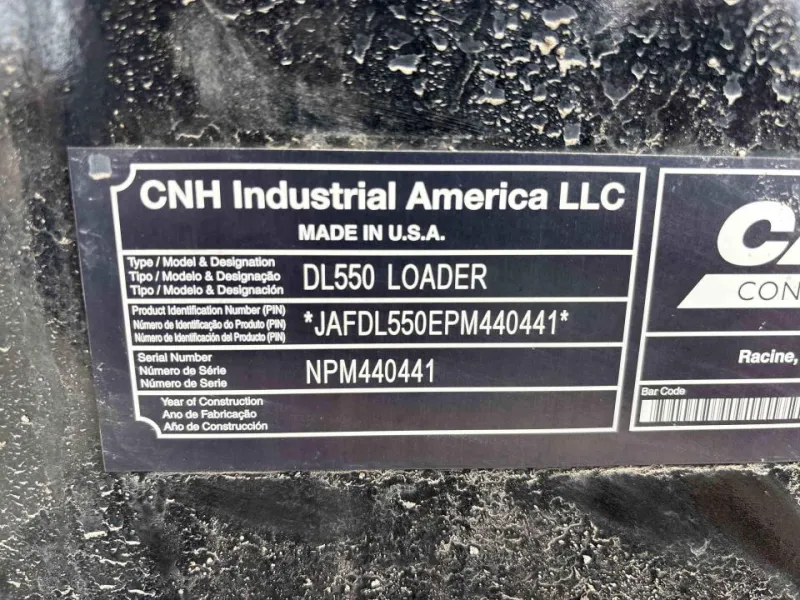 CNH Industrial America LLC
MADE IN U.S.A.
Type / Model & Designation
Tipo / Modelo & Designação
Tipo / Modelo & Designación
DL550 LOADER
Product Identification Number (PIN)
Número de Identificação do Produto (PIN)
Número de Identificación del Producto (PIN)
*JAFDL550EPM440441*
Serial Number
Número de Série
Número de Serie
NPM440441
Year of Construction
Ano de Fabricação
Año de Construcción
Racine,
Bar Code